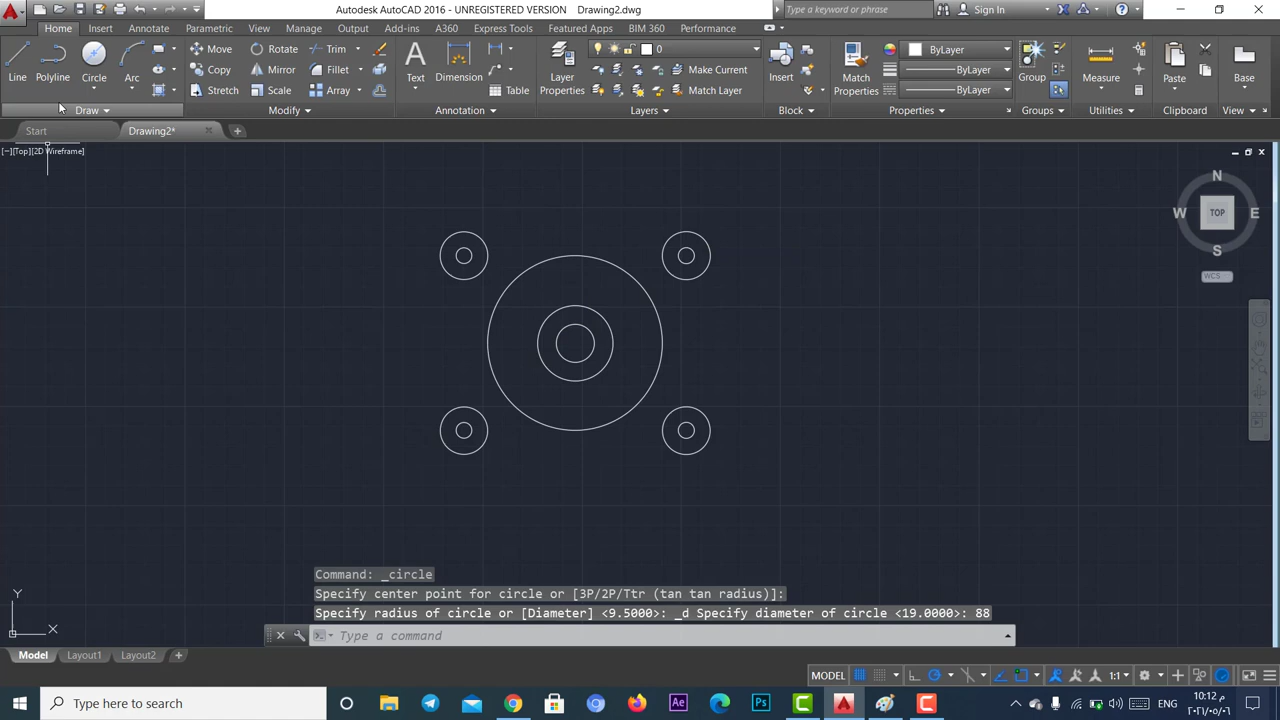 Autodesk AutoCAD 2016 - UNREGISTERED VERSION Drawing2.dwg
Type a keyword or phrase
Sign In
Home Insert Annotate Parametric View Manage Output Add-ins A360 Express Tools Featured Apps BIM 360 Performance
Line Polyline Circle Arc
Move Rotate Trim
Copy Mirror Fillet
Stretch Scale Array
Text Dimension Table
Layer Properties
0
Make Current
Match Layer
Insert
Match Properties
ByLayer
ByLayer
ByLayer
Group
Measure
Paste
Base
Draw Modify Annotation Layers Block Properties Groups Utilities Clipboard View
Start Drawing2*
[−][Top][2D Wireframe]
N
W TOP E
S
WCS
Command: _circle
Specify center point for circle or [3P/2P/Ttr (tan tan radius)]:
Specify radius of circle or [Diameter] <9.5000>: _d Specify diameter of circle <19.0000>: 88
Type a command
Y
X
Model Layout1 Layout2
MODEL 1:1
Type here to search
Ae Ps
ENG
١٠:١٢ م